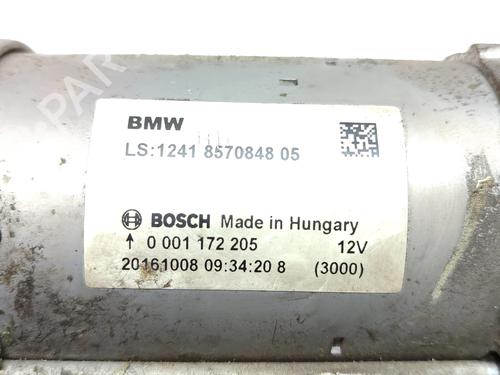 BMW
LS:1241 8570848 05
BOSCH Made in Hungary
↑ 0 001 172 205 12V
20161008 09:34:20 8 (3000)